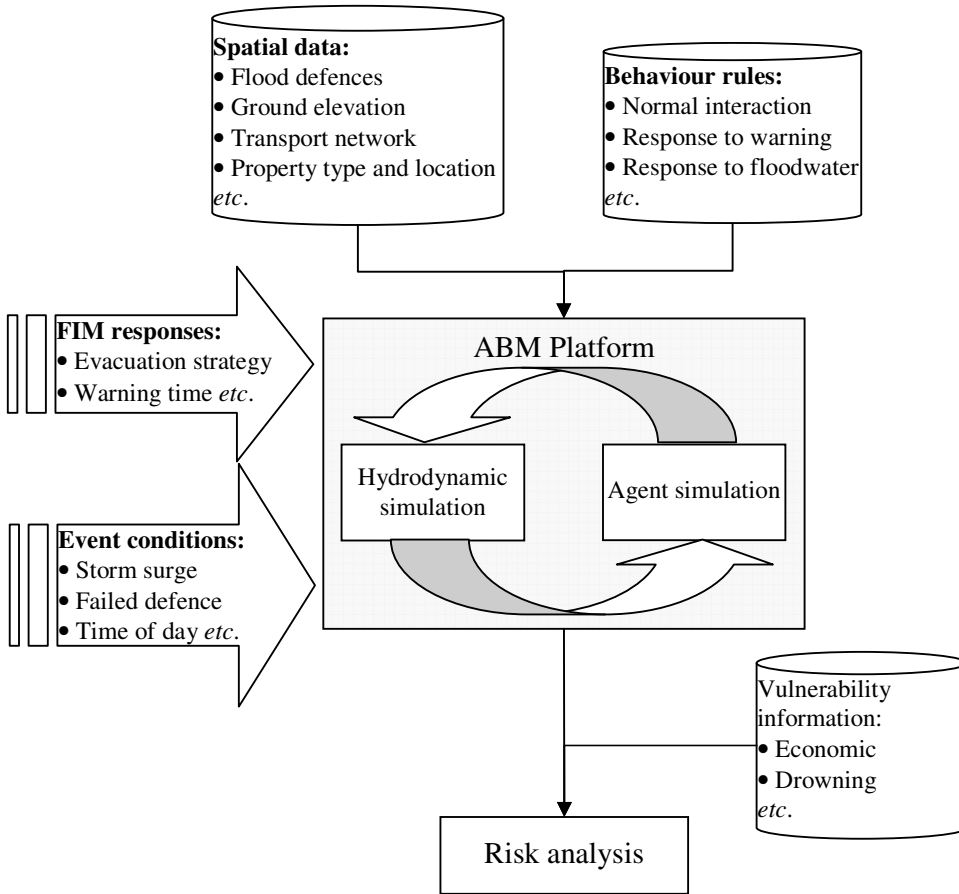 Spatial data:
• Flood defences
• Ground elevation
• Transport network
• Property type and location
etc.
Behaviour rules:
• Normal interaction
• Response to warning
• Response to floodwater
etc.
FIM responses:
• Evacuation strategy
• Warning time etc.
ABM Platform
Hydrodynamic
simulation
Agent simulation
Event conditions:
• Storm surge
• Failed defence
• Time of day etc.
Vulnerability
information:
• Economic
• Drowning
etc.
Risk analysis